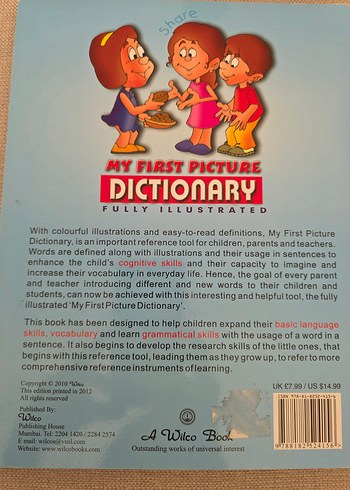 Share
MY FIRST PICTURE
DICTIONARY
FULLY ILLUSTRATED
With colourful illustrations and easy-to-read definitions, My First Picture
Dictionary, is an important reference tool for children, parents and teachers.
Words are defined along with illustrations and their usage in sentences to
enhance the child's cognitive skills and their capacity to imagine and
increase their vocabulary in everyday life. Hence, the goal of every parent
and teacher introducing different and new words to their children and
students, can now be achieved with this interesting and helpful tool, the fully
illustrated 'My First Picture Dictionary'.
This book has been designed to help children expand their basic language
skills, vocabulary and learn grammatical skills with the usage of a word in a
sentence. It also begins to develop the research skills of the little ones, that
begins with this reference tool, leading them as they grow up, to refer to more
comprehensive reference instruments of learning.
Copyright © 2010 Wilco
This edition printed in 2012
All rights reserved
Published By:
Wilco
Publishing House
Mumbai. Tel: 2204 1420 / 2284 2574
E mail: wilcos@vsnl.com
Website: www.wilcobooks.com
A Wilco Book
Outstanding works of universal interest
UK £7.99 / US $14.99
ISBN 978-81-8252-415-6
9788182524156